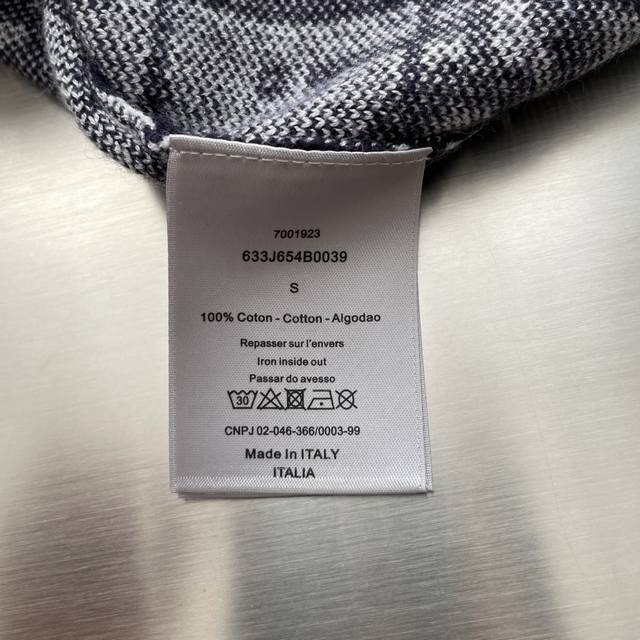 7001923
633J654B0039
S
100% Coton - Cotton - Algodao
Repasser sur l'envers
Iron inside out
Passar do avesso
30
CNPJ 02-046-366/0003-99
Made In ITALY
ITALIA